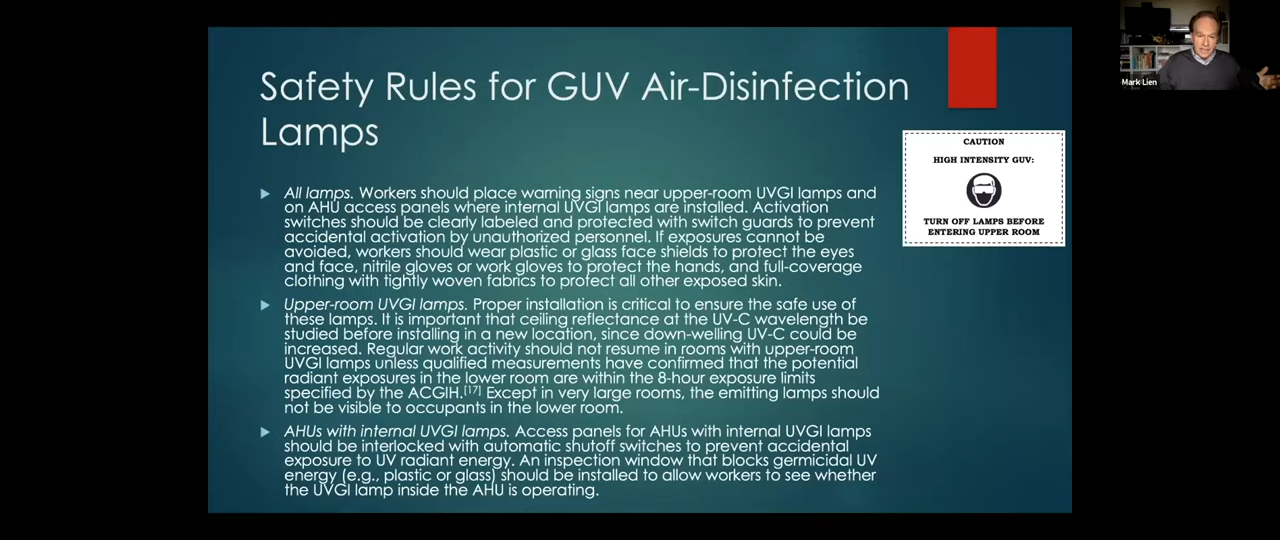 Safety Rules for GUV Air-Disinfection
Lamps
All lamps. Workers should place warning signs near upper-room UVGI lamps and
on AHU access panels where internal UVGI lamps are installed. Activation
switches should be clearly labeled and protected with switch guards to prevent
accidental activation by unauthorized personnel. If exposures cannot be
avoided, workers should wear plastic or glass face shields to protect the eyes
and face, nitrile gloves or work gloves to protect the hands, and full-coverage
clothing with tightly woven fabrics to protect all other exposed skin.
Upper-room UVGI lamps. Proper installation is critical to ensure the safe use of
these lamps. It is important that ceiling reflectance at the UV-C wavelength be
studied before installing in a new location, since down-welling UV-C could be
increased. Regular work activity should not resume in rooms with upper-room
UVGI lamps unless qualified measurements have confirmed that the potential
radiant exposures in the lower room are within the 8-hour exposure limits
specified by the ACGIH.[17] Except in very large rooms, the emitting lamps should
not be visible to occupants in the lower room.
AHUs with internal UVGI lamps. Access panels for AHUs with internal UVGI lamps
should be interlocked with automatic shutoff switches to prevent accidental
exposure to UV radiant energy. An inspection window that blocks germicidal UV
energy (e.g., plastic or glass) should be installed to allow workers to see whether
the UVGI lamp inside the AHU is operating.
CAUTION
HIGH INTENSITY GUV:
TURN OFF LAMPS BEFORE
ENTERING UPPER ROOM
Mark Lien